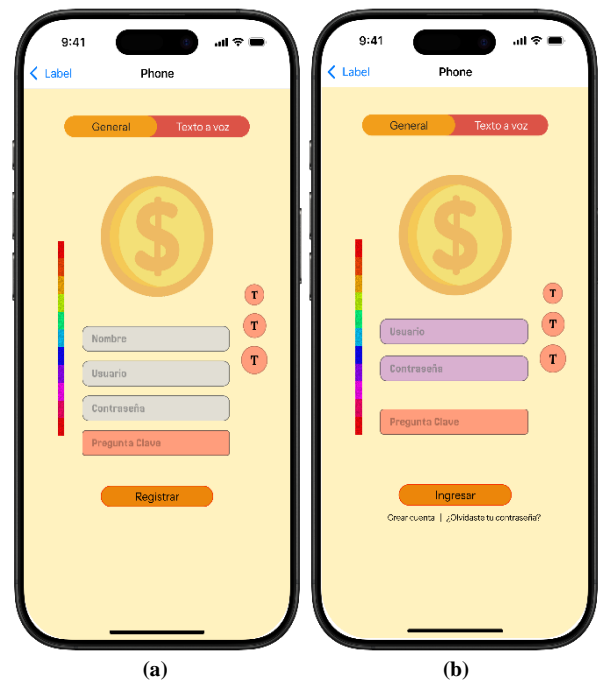 9:41
Label
Phone
General
Texto a voz
$
T
T
T
Nombre
Usuario
Contraseña
Pregunta Clave
Registrar
(a)
9:41
Label
Phone
General
Texto a voz
$
T
T
T
Usuario
Contraseña
Pregunta Clave
Ingresar
Crear cuenta | ¿Olvidaste tu contraseña?
(b)